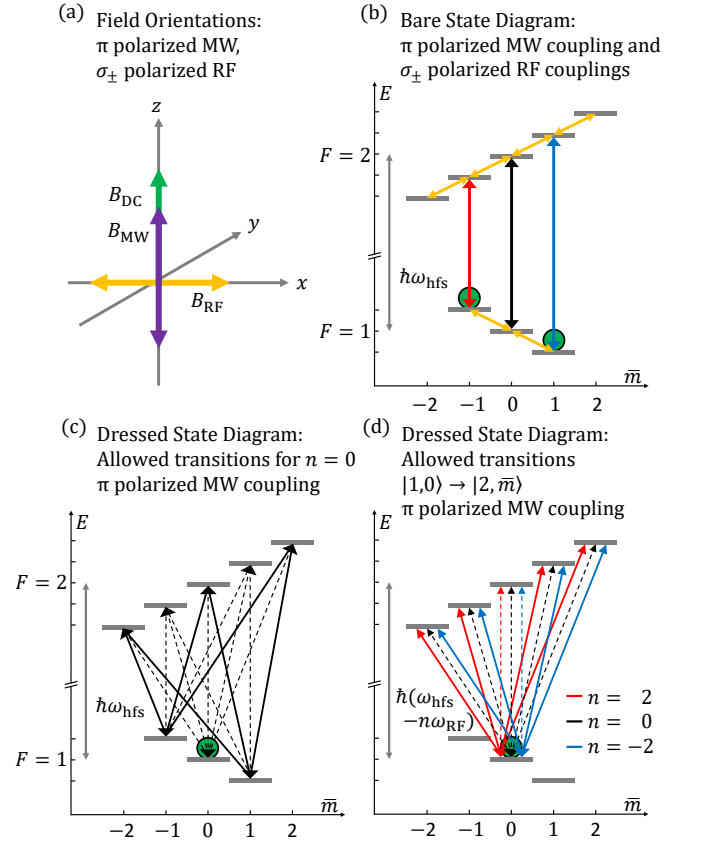 (a) Field Orientations:
π polarized MW,
σ± polarized RF
z
B_DC
B_MW
y
x
B_RF
(b) Bare State Diagram:
π polarized MW coupling and
σ± polarized RF couplings
E
F = 2
ħω_hfs
F = 1
m̅
−2 −1 0 1 2
(c) Dressed State Diagram:
Allowed transitions for n = 0
π polarized MW coupling
E
F = 2
ħω_hfs
F = 1
m̅
−2 −1 0 1 2
(d) Dressed State Diagram:
Allowed transitions
|1,0⟩ → |2, m̅⟩
π polarized MW coupling
E
ħ(ω_hfs
−nω_RF)
n = 2
n = 0
n = −2
m̅
−2 −1 0 1 2